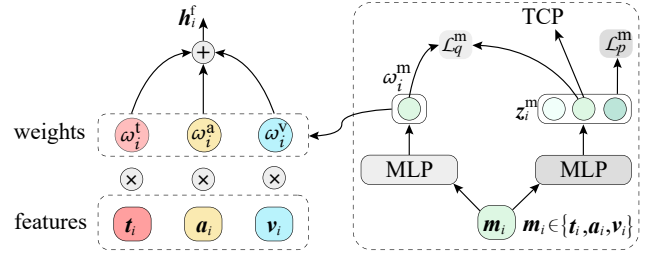 h_i^f
+
weights
ω_i^t ω_i^a ω_i^v
× × ×
features
t_i a_i v_i
TCP
ℒ_q^m ℒ_p^m
ω_i^m
z_i^m
MLP MLP
m_i m_i∈{t_i,a_i,v_i}